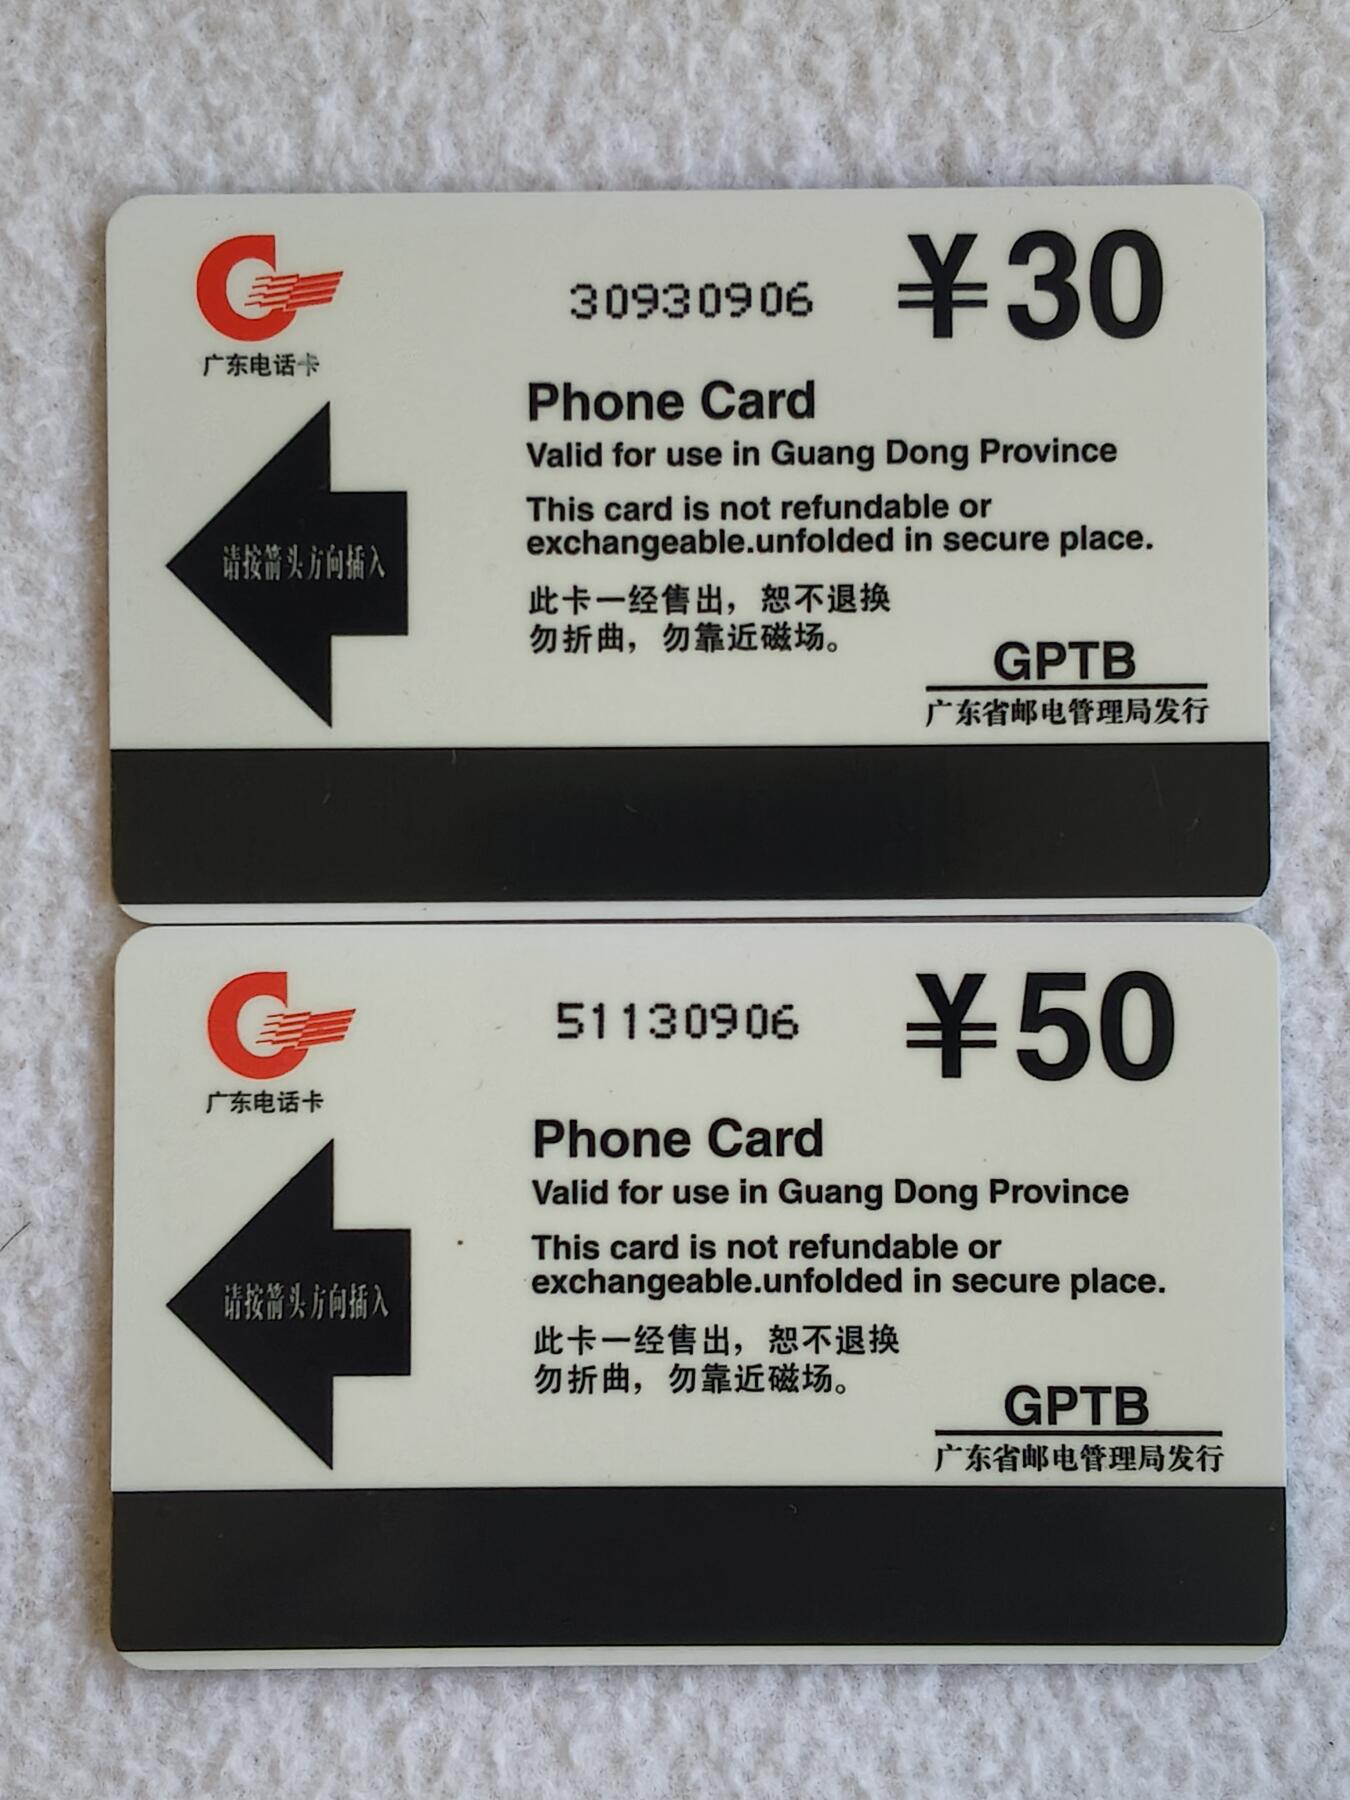 30930906
¥30
广东电话卡
Phone Card
Valid for use in Guang Dong Province
This card is not refundable or
exchangeable.unfolded in secure place.
请按箭头方向插入
此卡一经售出，恕不退换
勿折曲，勿靠近磁场。
GPTB
广东省邮电管理局发行
51130906
¥50
广东电话卡
Phone Card
Valid for use in Guang Dong Province
This card is not refundable or
exchangeable.unfolded in secure place.
请按箭头方向插入
此卡一经售出，恕不退换
勿折曲，勿靠近磁场。
GPTB
广东省邮电管理局发行